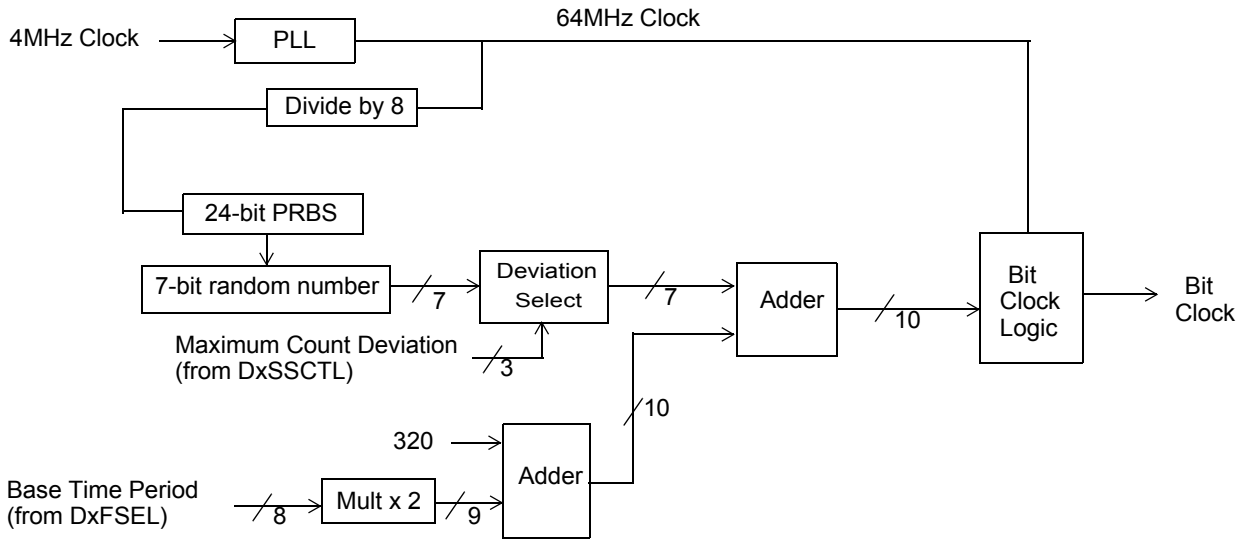 64MHz Clock
4MHz Clock
PLL
Divide by 8
24-bit PRBS
7-bit random number
7
Deviation
Select
7
Adder
10
Bit
Clock
Logic
Bit
Clock
Maximum Count Deviation
(from DxSSCTL)
3
10
320
Adder
Base Time Period
(from DxFSEL)
8
Mult x 2
9